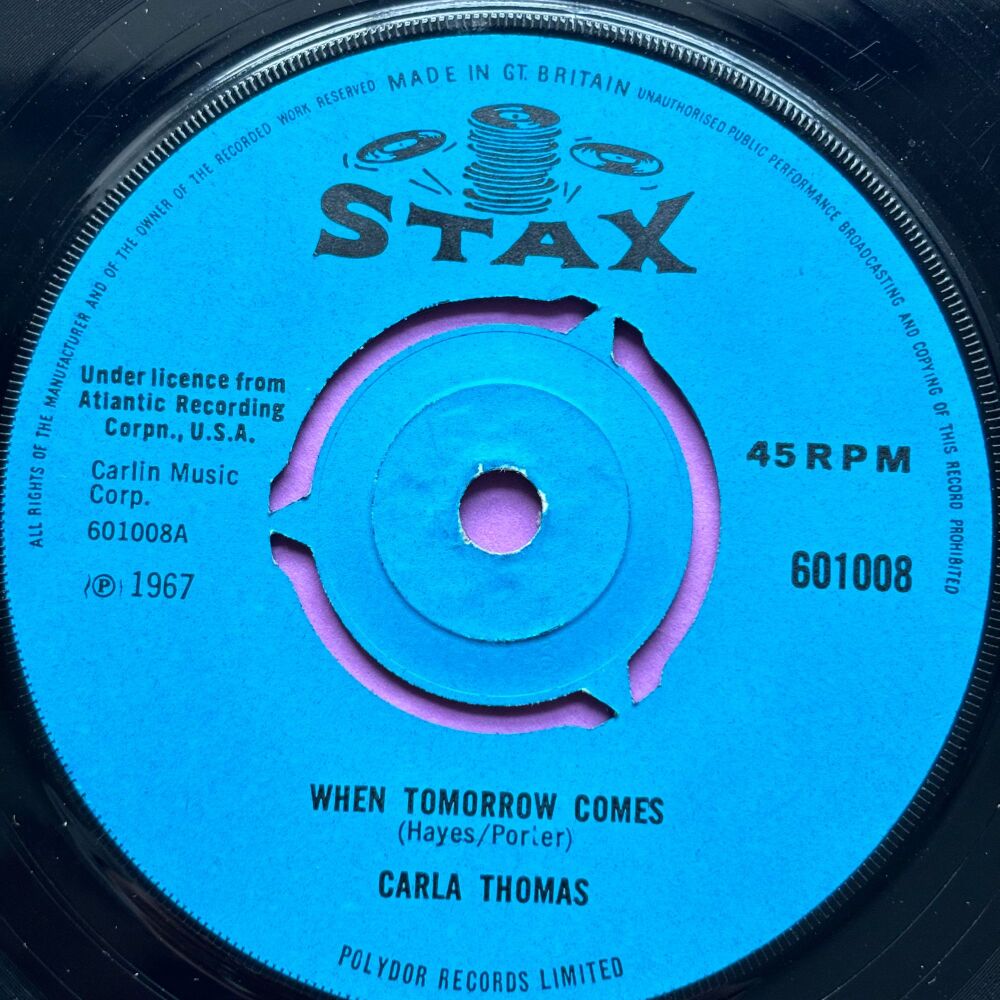 ALL RIGHTS OF THE MANUFACTURER AND OF THE OWNER OF THE RECORDED WORK RESERVED MADE IN GT. BRITAIN UNAUTHORISED PUBLIC PERFORMANCE BROADCASTING AND COPYING OF THIS RECORD PROHIBITED
STAX
Under licence from
Atlantic Recording
Corpn., U.S.A.
Carlin Music
Corp.
601008A
℗ 1967
45 RPM
601008
WHEN TOMORROW COMES
(Hayes/Porter)
CARLA THOMAS
POLYDOR RECORDS LIMITED